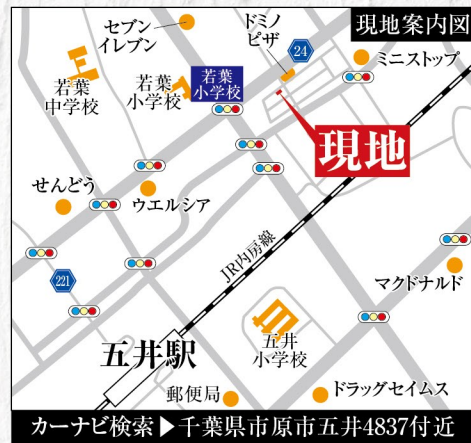 現地案内図
セブン
イレブン
ドミノ
ピザ
24
ミニストップ
若葉
中学校
若葉
小学校
若葉
小学校
現地
せんどう
ウエルシア
JR内房線
マクドナルド
221
五井
小学校
五井駅
郵便局
ドラッグセイムス
カーナビ検索▶千葉県市原市五井4837付近